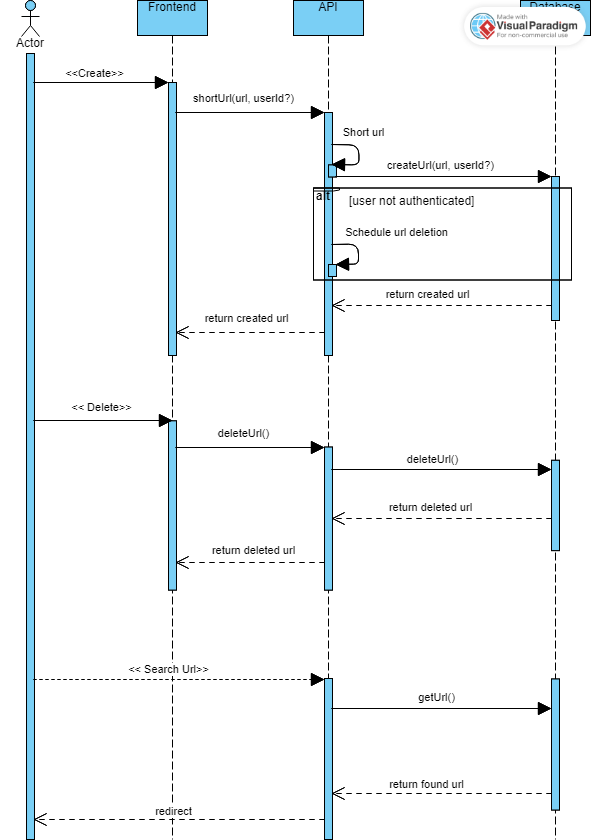 Frontend
API
Database
Made with
Visual Paradigm
For non-commercial use
Actor
<<Create>>
shortUrl(url, userId?)
Short url
createUrl(url, userId?)
alt
[user not authenticated]
Schedule url deletion
return created url
return created url
<< Delete>>
deleteUrl()
deleteUrl()
return deleted url
return deleted url
<< Search Url>>
getUrl()
return found url
redirect